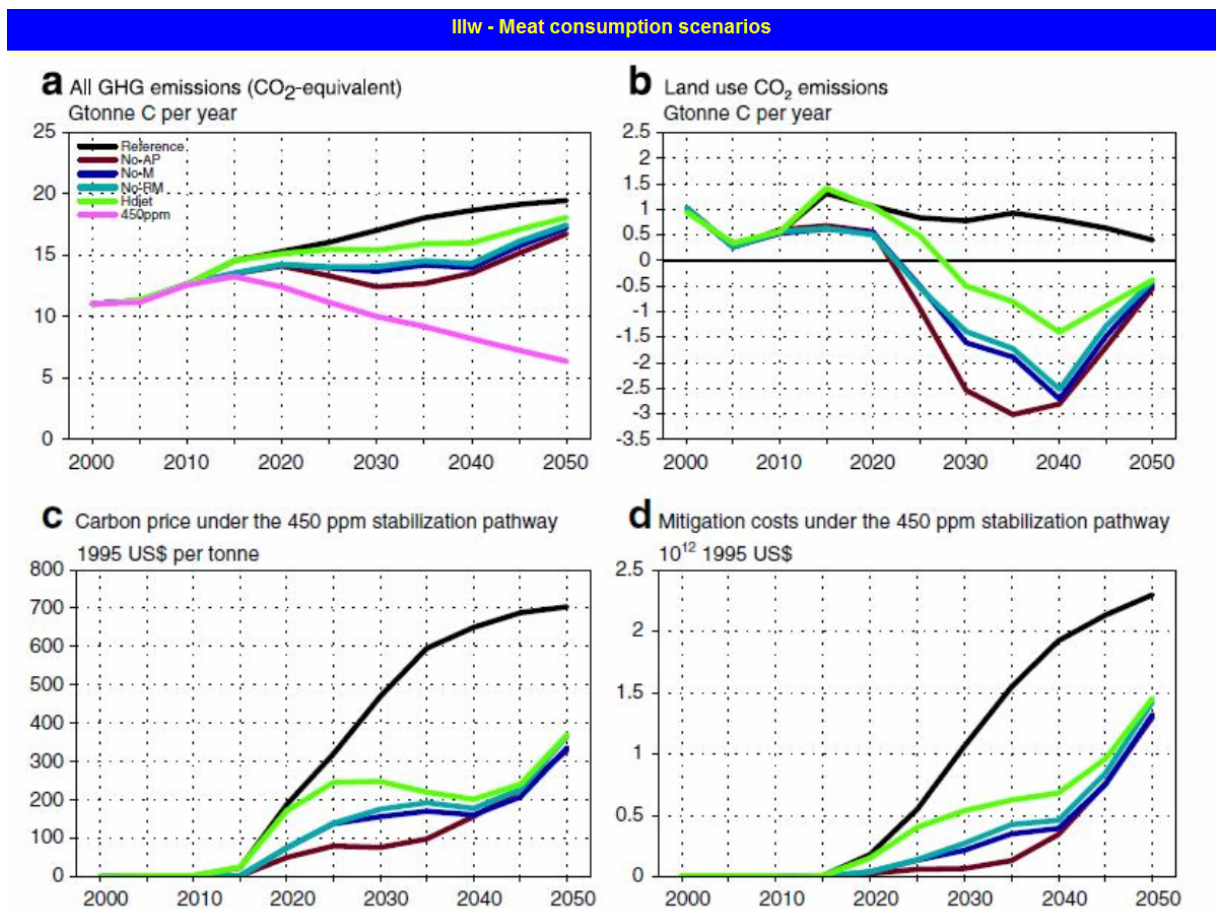 IIIw - Meat consumption scenarios
a All GHG emissions (CO2-equivalent)
Gtonne C per year
25
20
15
10
5
0
Reference
No-AP
No-M
No-RM
Hdiet
450ppm
2000 2010 2020 2030 2040 2050
b Land use CO2 emissions
Gtonne C per year
2.5
2
1.5
1
0.5
0
-0.5
-1
-1.5
-2
-2.5
-3
-3.5
2000 2010 2020 2030 2040 2050
c Carbon price under the 450 ppm stabilization pathway
1995 US$ per tonne
800
700
600
500
400
300
200
100
0
2000 2010 2020 2030 2040 2050
d Mitigation costs under the 450 ppm stabilization pathway
10¹² 1995 US$
2.5
2
1.5
1
0.5
0
2000 2010 2020 2030 2040 2050